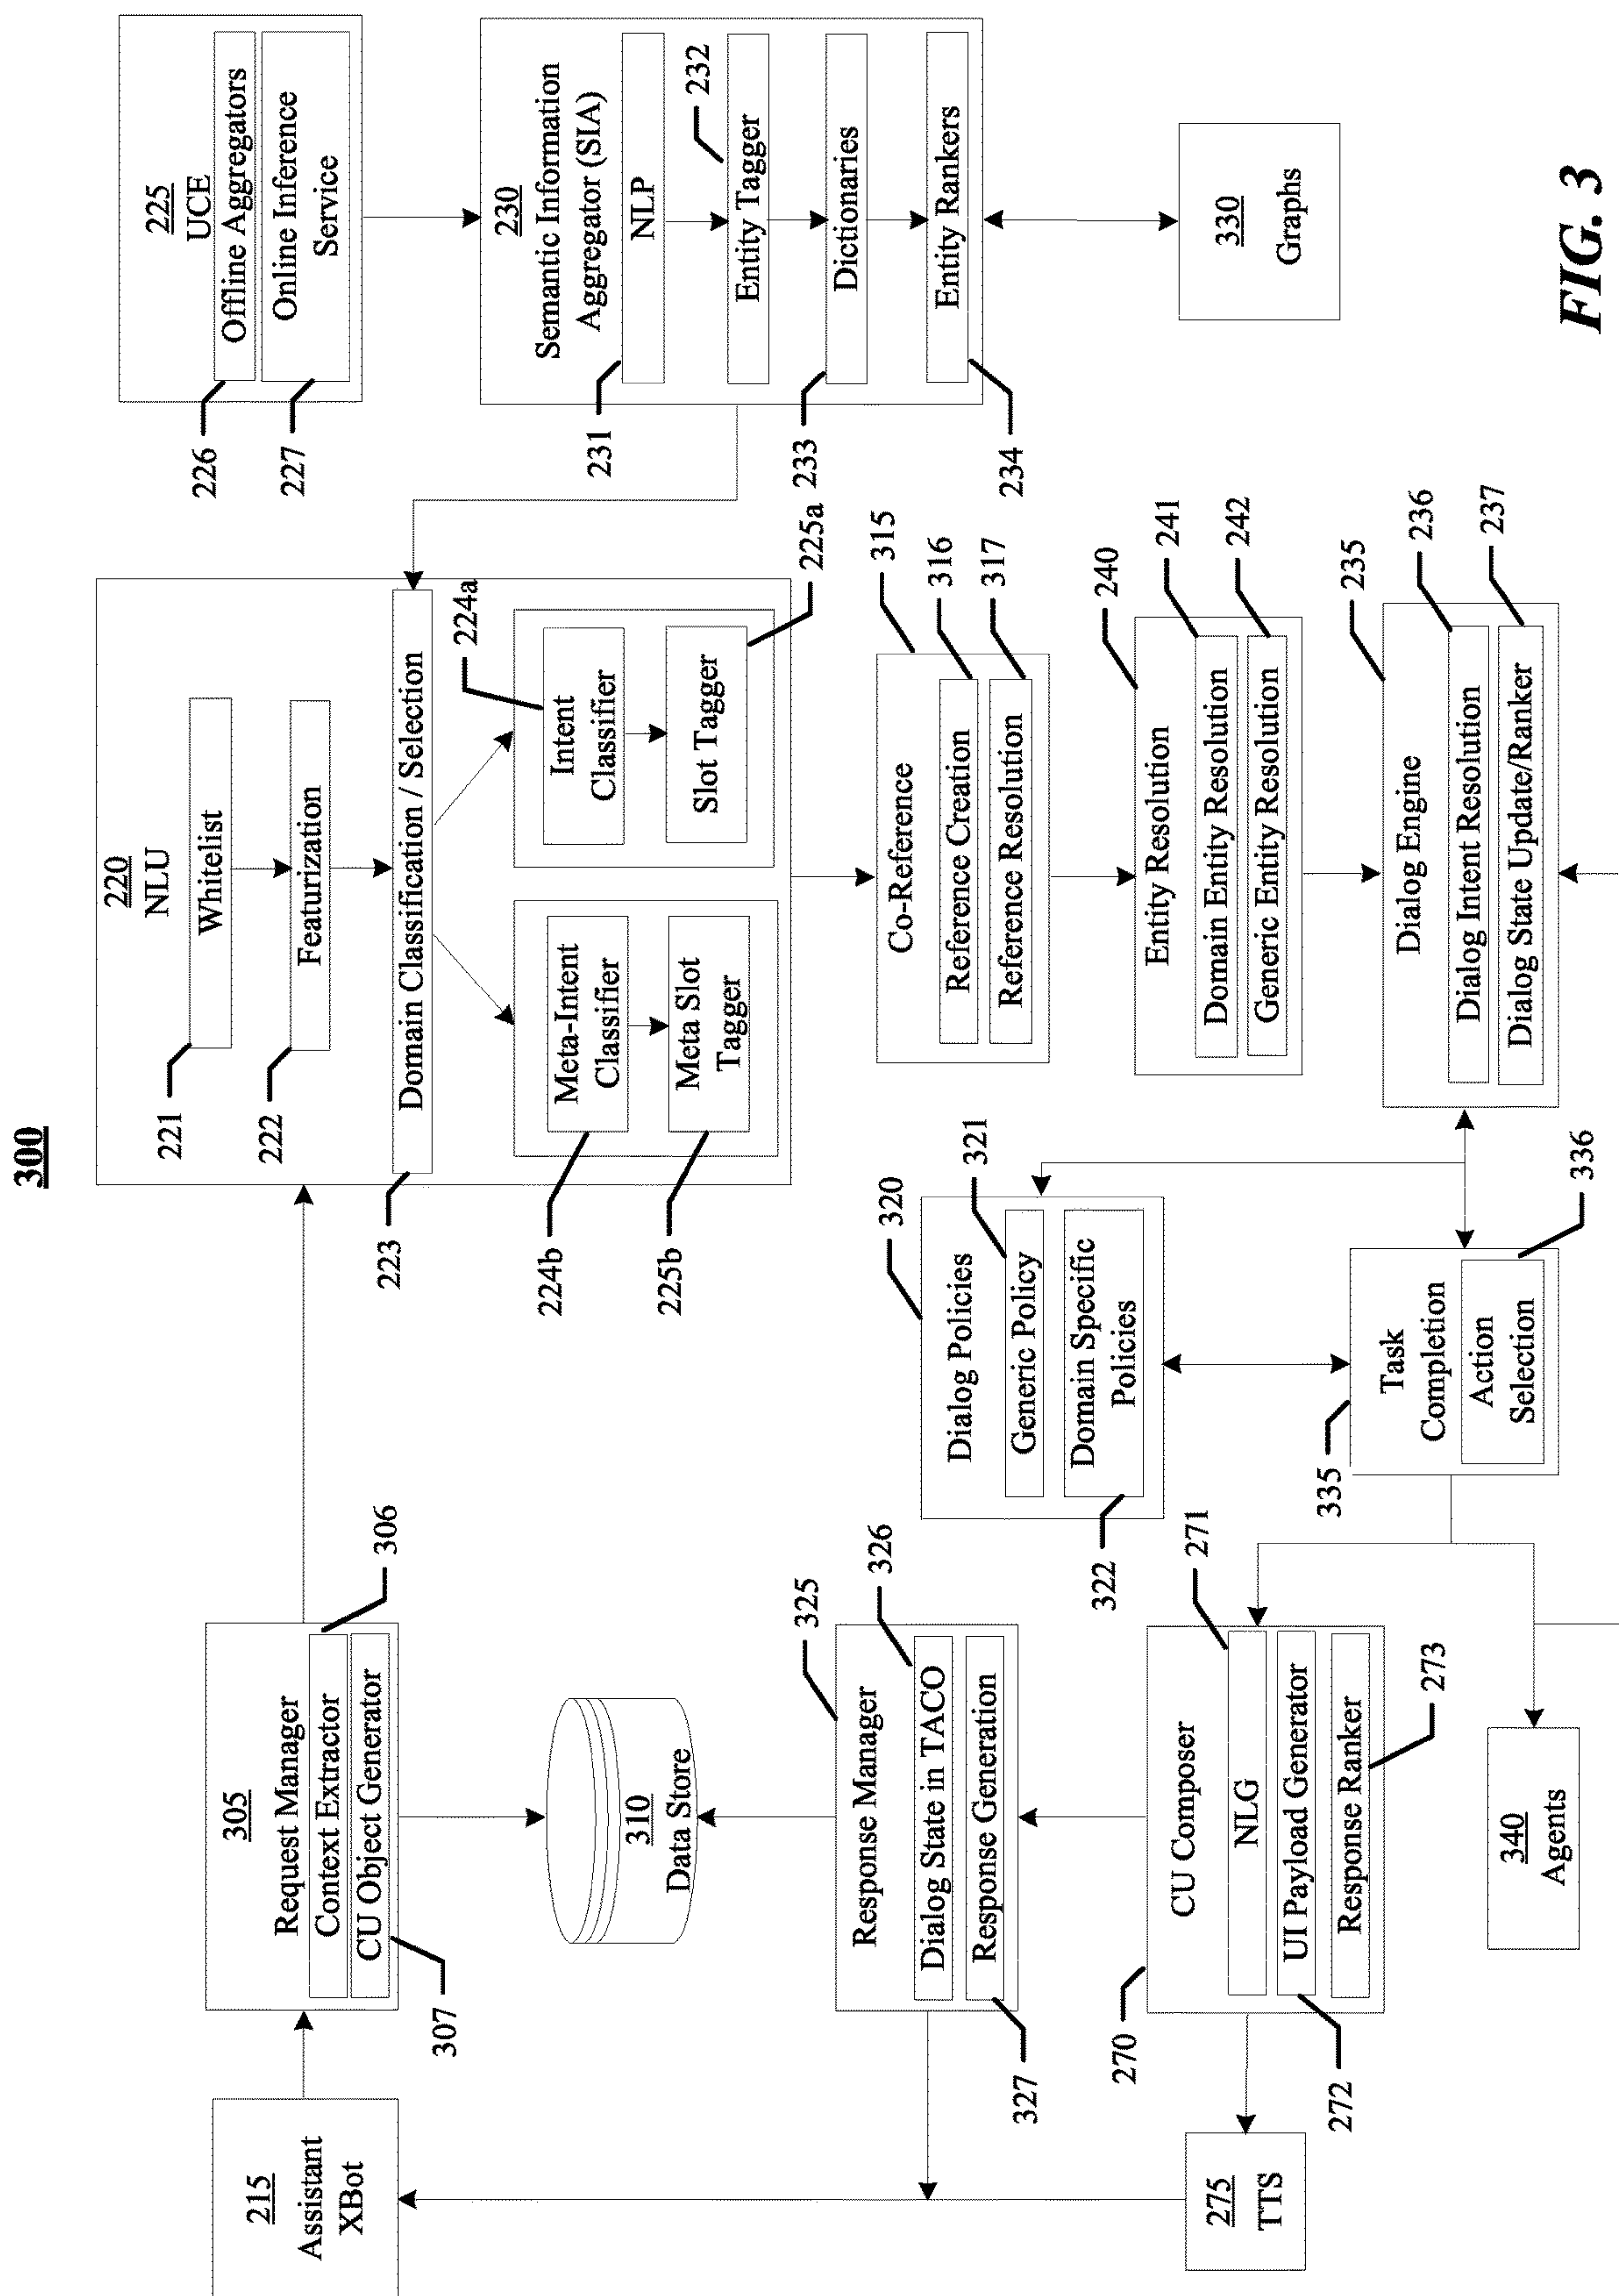 300
215
Assistant
XBot
305
Request Manager
Context Extractor
CU Object Generator
306
307
310
Data Store
220
NLU
Whitelist
Featurization
Domain Classification / Selection
Meta-Intent
Classifier
Meta Slot
Tagger
Intent
Classifier
Slot Tagger
221
222
223
224b
225b
224a
225a
225
UCE
Offline Aggregators
Online Inference
Service
226
227
230
Semantic Information
Aggregator (SIA)
NLP
Entity Tagger
Dictionaries
Entity Rankers
231
232
233
234
330
Graphs
Co-Reference
Reference Creation
Reference Resolution
315
316
317
Entity Resolution
Domain Entity Resolution
Generic Entity Resolution
240
241
242
Dialog Engine
Dialog Intent Resolution
Dialog State Update/Ranker
235
236
237
Dialog Policies
Generic Policy
Domain Specific
Policies
320
321
322
Task
Completion
Action
Selection
335
336
Response Manager
Dialog State in TACO
Response Generation
325
326
327
CU Composer
NLG
UI Payload Generator
Response Ranker
270
271
272
273
275
TTS
340
Agents
FIG. 3